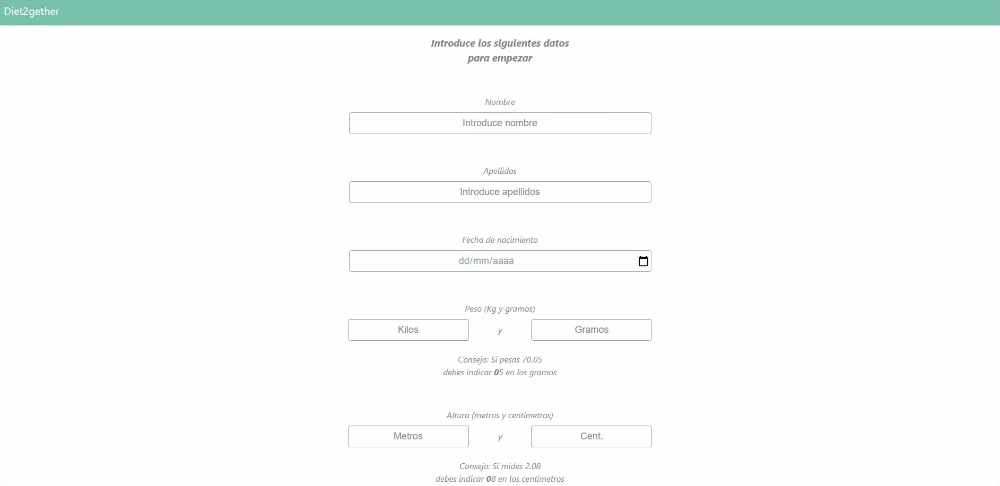 Diet2gether
Introduce los siguientes datos
para empezar
Nombre
Introduce nombre
Apellidos
Introduce apellidos
Fecha de nacimiento
dd/mm/aaaa
Peso (Kg y gramos)
Kilos y Gramos
Consejo: Si pesas 70.05
debes indicar 05 en los gramos
Altura (metros y centímetros)
Metros y Cent.
Consejo: Si mides 2.08
debes indicar 08 en los centímetros